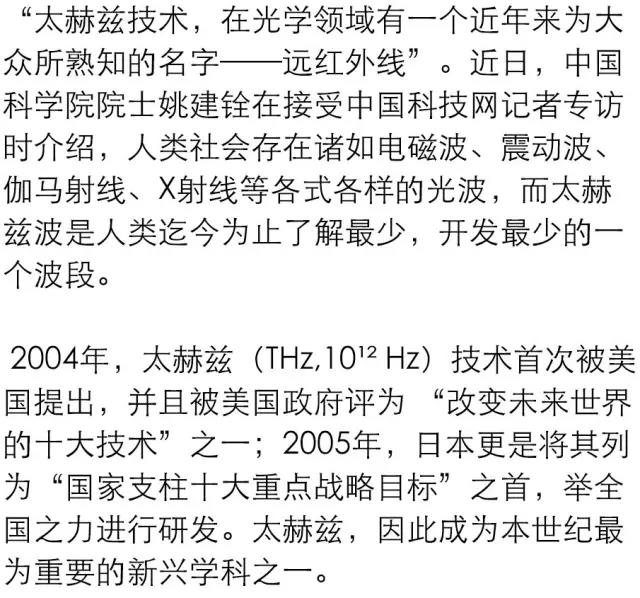 “太赫兹技术，在光学领域有一个近年来为大
众所熟知的名字——远红外线”。近日，中国
科学院院士姚建铨在接受中国科技网记者专访
时介绍，人类社会存在诸如电磁波、震动波、
伽马射线、X射线等各式各样的光波，而太赫
兹波是人类迄今为止了解最少，开发最少的一
个波段。
2004年，太赫兹（THz,10¹² Hz）技术首次被美
国提出，并且被美国政府评为 “改变未来世界
的十大技术” 之一；2005年，日本更是将其列
为 “国家支柱十大重点战略目标” 之首，举全
国之力进行研发。太赫兹，因此成为本世纪最
为重要的新兴学科之一。